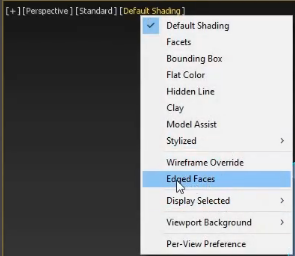 [+] [Perspective] [Standard] [Default Shading]
Default Shading
Facets
Bounding Box
Flat Color
Hidden Line
Clay
Model Assist
Stylized
Wireframe Override
Edged Faces
Display Selected
Viewport Background
Per-View Preference